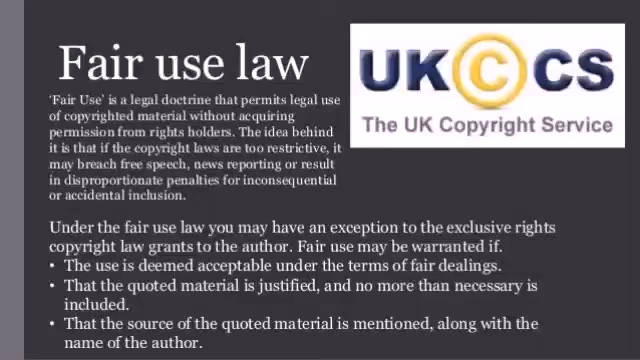 Fair use law
'Fair Use' is a legal doctrine that permits legal use
of copyrighted material without acquiring
permission from rights holders. The idea behind
it is that if the copyright laws are too restrictive, it
may breach free speech, news reporting or result
in disproportionate penalties for inconsequential
or accidental inclusion.
UK©CS
The UK Copyright Service
Under the fair use law you may have an exception to the exclusive rights
copyright law grants to the author. Fair use may be warranted if.
• The use is deemed acceptable under the terms of fair dealings.
• That the quoted material is justified, and no more than necessary is
included.
• That the source of the quoted material is mentioned, along with the
name of the author.